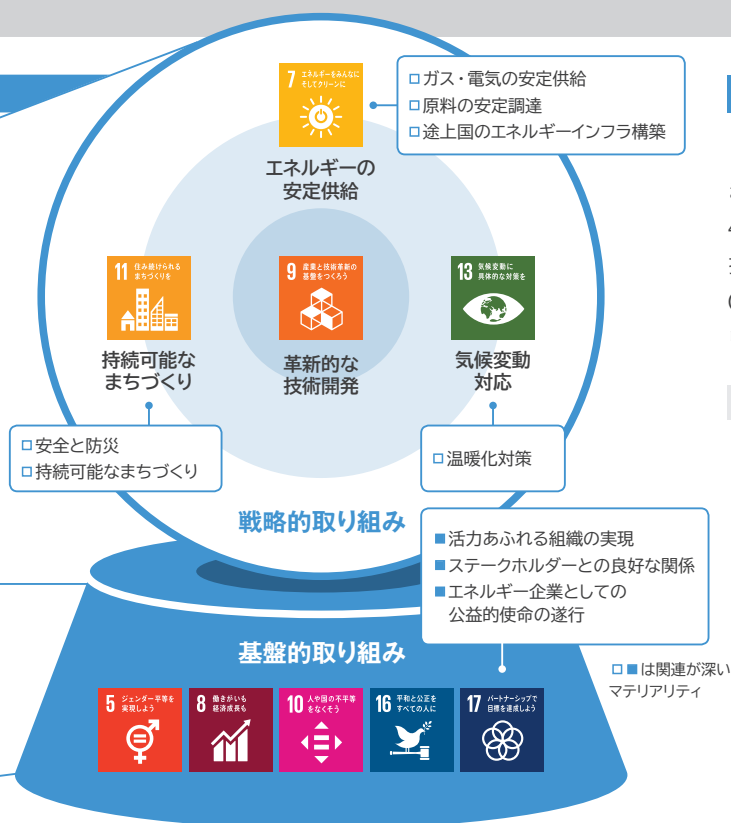 7 エネルギーをみんなに
そしてクリーンに
エネルギーの
安定供給
□ガス・電気の安定供給
□原料の安定調達
□途上国のエネルギーインフラ構築
11 住み続けられる
まちづくりを
持続可能な
まちづくり
9 産業と技術革新の
基盤をつくろう
革新的な
技術開発
13 気候変動に
具体的な対策を
気候変動
対応
□安全と防災
□持続可能なまちづくり
□温暖化対策
戦略的取り組み
■活力あふれる組織の実現
■ステークホルダーとの良好な関係
■エネルギー企業としての
公益的使命の遂行
基盤的取り組み
□■は関連が深い
マテリアリティ
5 ジェンダー平等を
実現しよう
8 働きがいも
経済成長も
10 人や国の不平等
をなくそう
16 平和と公正を
すべての人に
17 パートナーシップで
目標を達成しよう